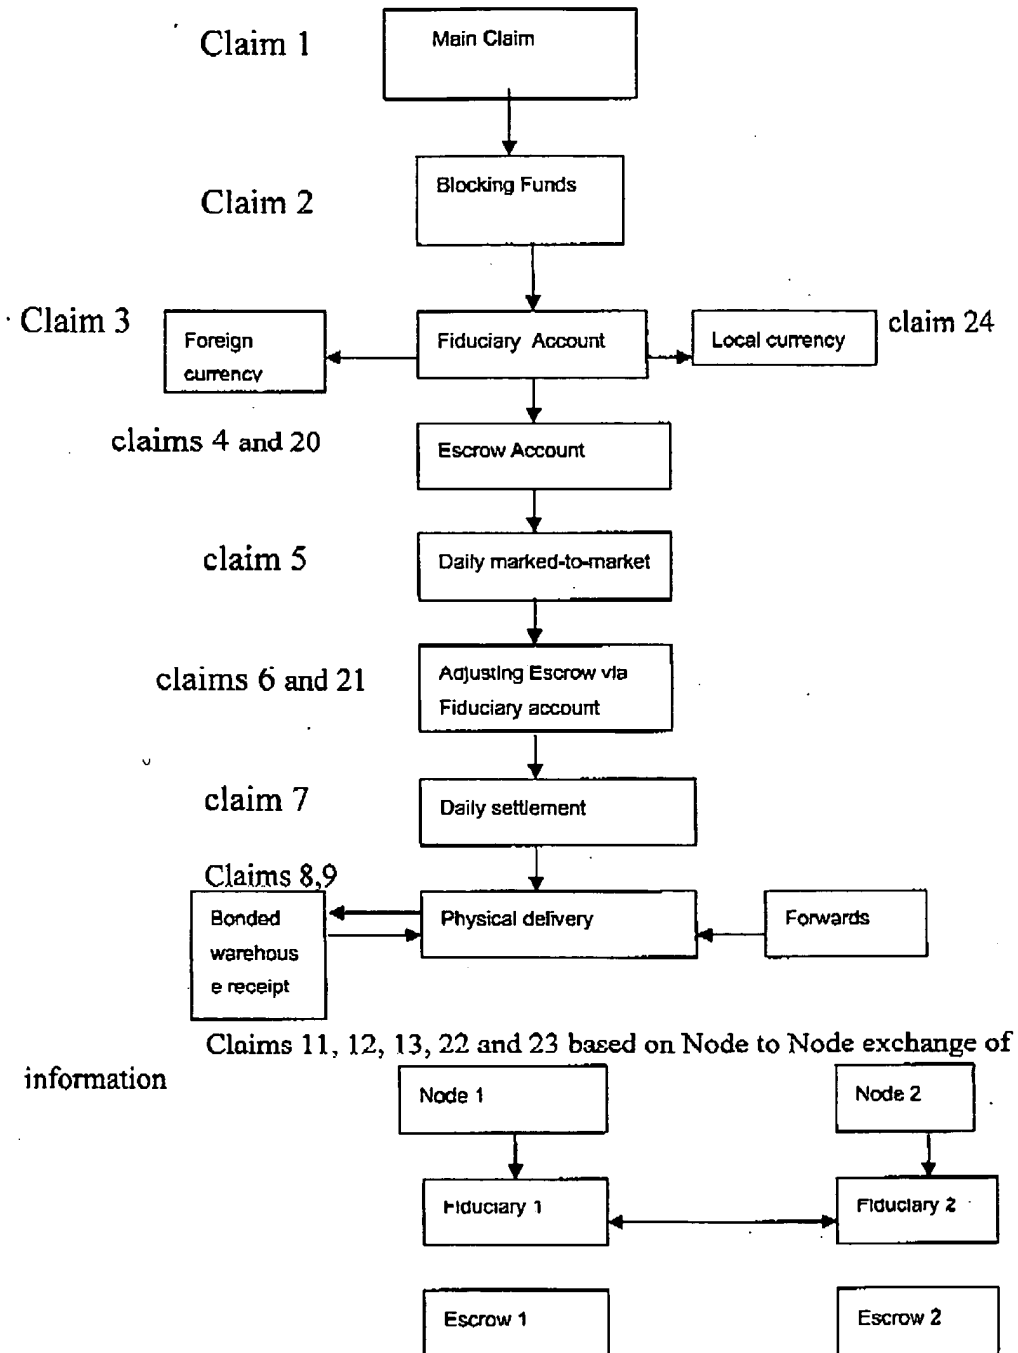 Claim 1
Main Claim
Claim 2
Blocking Funds
Claim 3
Foreign
currency
Fiduciary Account
Local currency
claim 24
claims 4 and 20
Escrow Account
claim 5
Daily marked-to-market
claims 6 and 21
Adjusting Escrow via
Fiduciary account
claim 7
Daily settlement
Claims 8,9
Bonded
warehous
e receipt
Physical delivery
Forwards
Claims 11, 12, 13, 22 and 23 based on Node to Node exchange of
information
Node 1
Node 2
Fiduciary 1
Fiduciary 2
Escrow 1
Escrow 2